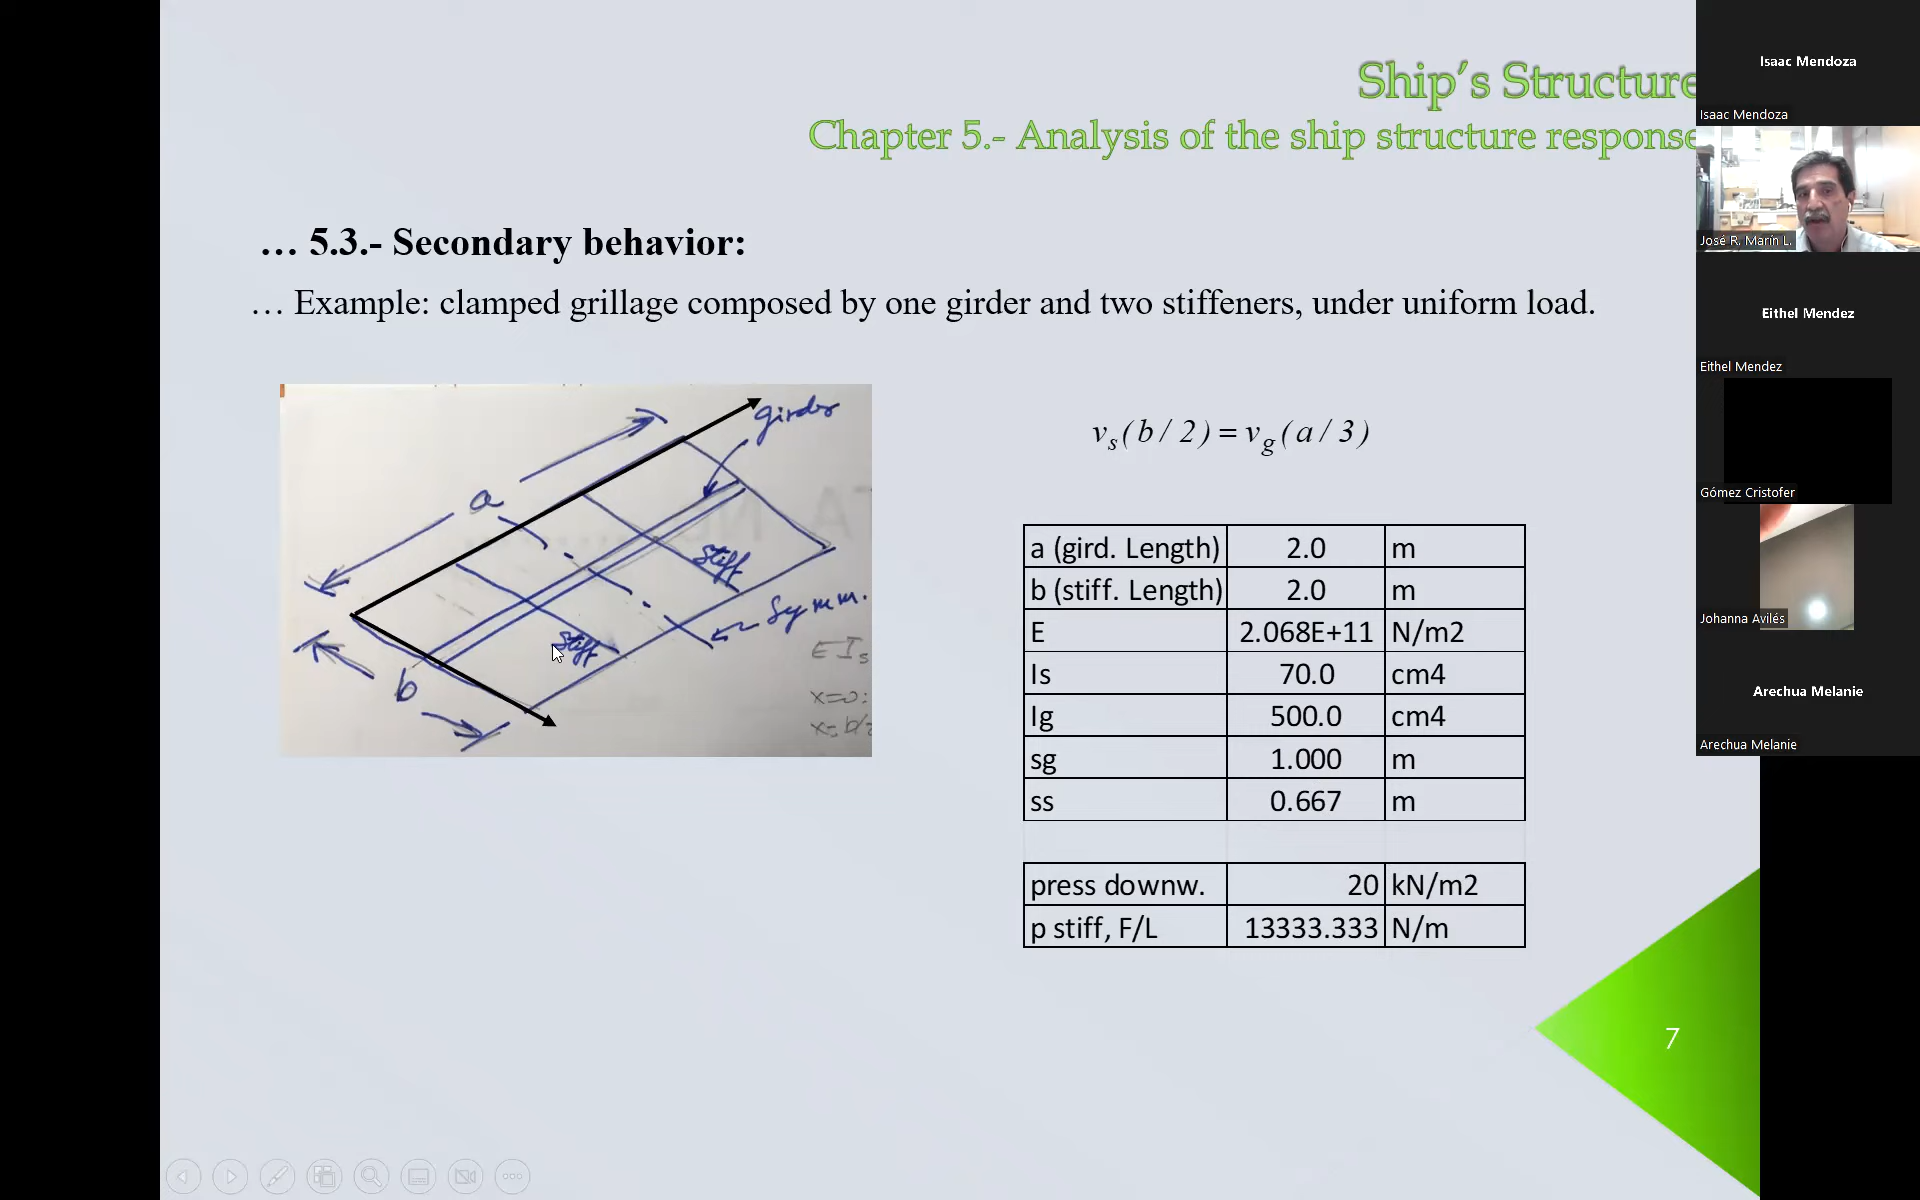 Ship's Structure
Chapter 5.- Analysis of the ship structure response
… 5.3.- Secondary behavior:
… Example: clamped grillage composed by one girder and two stiffeners, under uniform load.
girder
a
stiff
Symm.
stiff
b
E I s
x=0:
x=b/2
vs(b/2)=vg(a/3)
a (gird. Length) 2.0 m
b (stiff. Length) 2.0 m
E 2.068E+11 N/m2
Is 70.0 cm4
Ig 500.0 cm4
sg 1.000 m
ss 0.667 m
press downw. 20 kN/m2
p stiff, F/L 13333.333 N/m
7
Isaac Mendoza
Isaac Mendoza
José R. Marín L.
Eithel Mendez
Eithel Mendez
Gómez Cristofer
Johanna Avilés
Arechua Melanie
Arechua Melanie